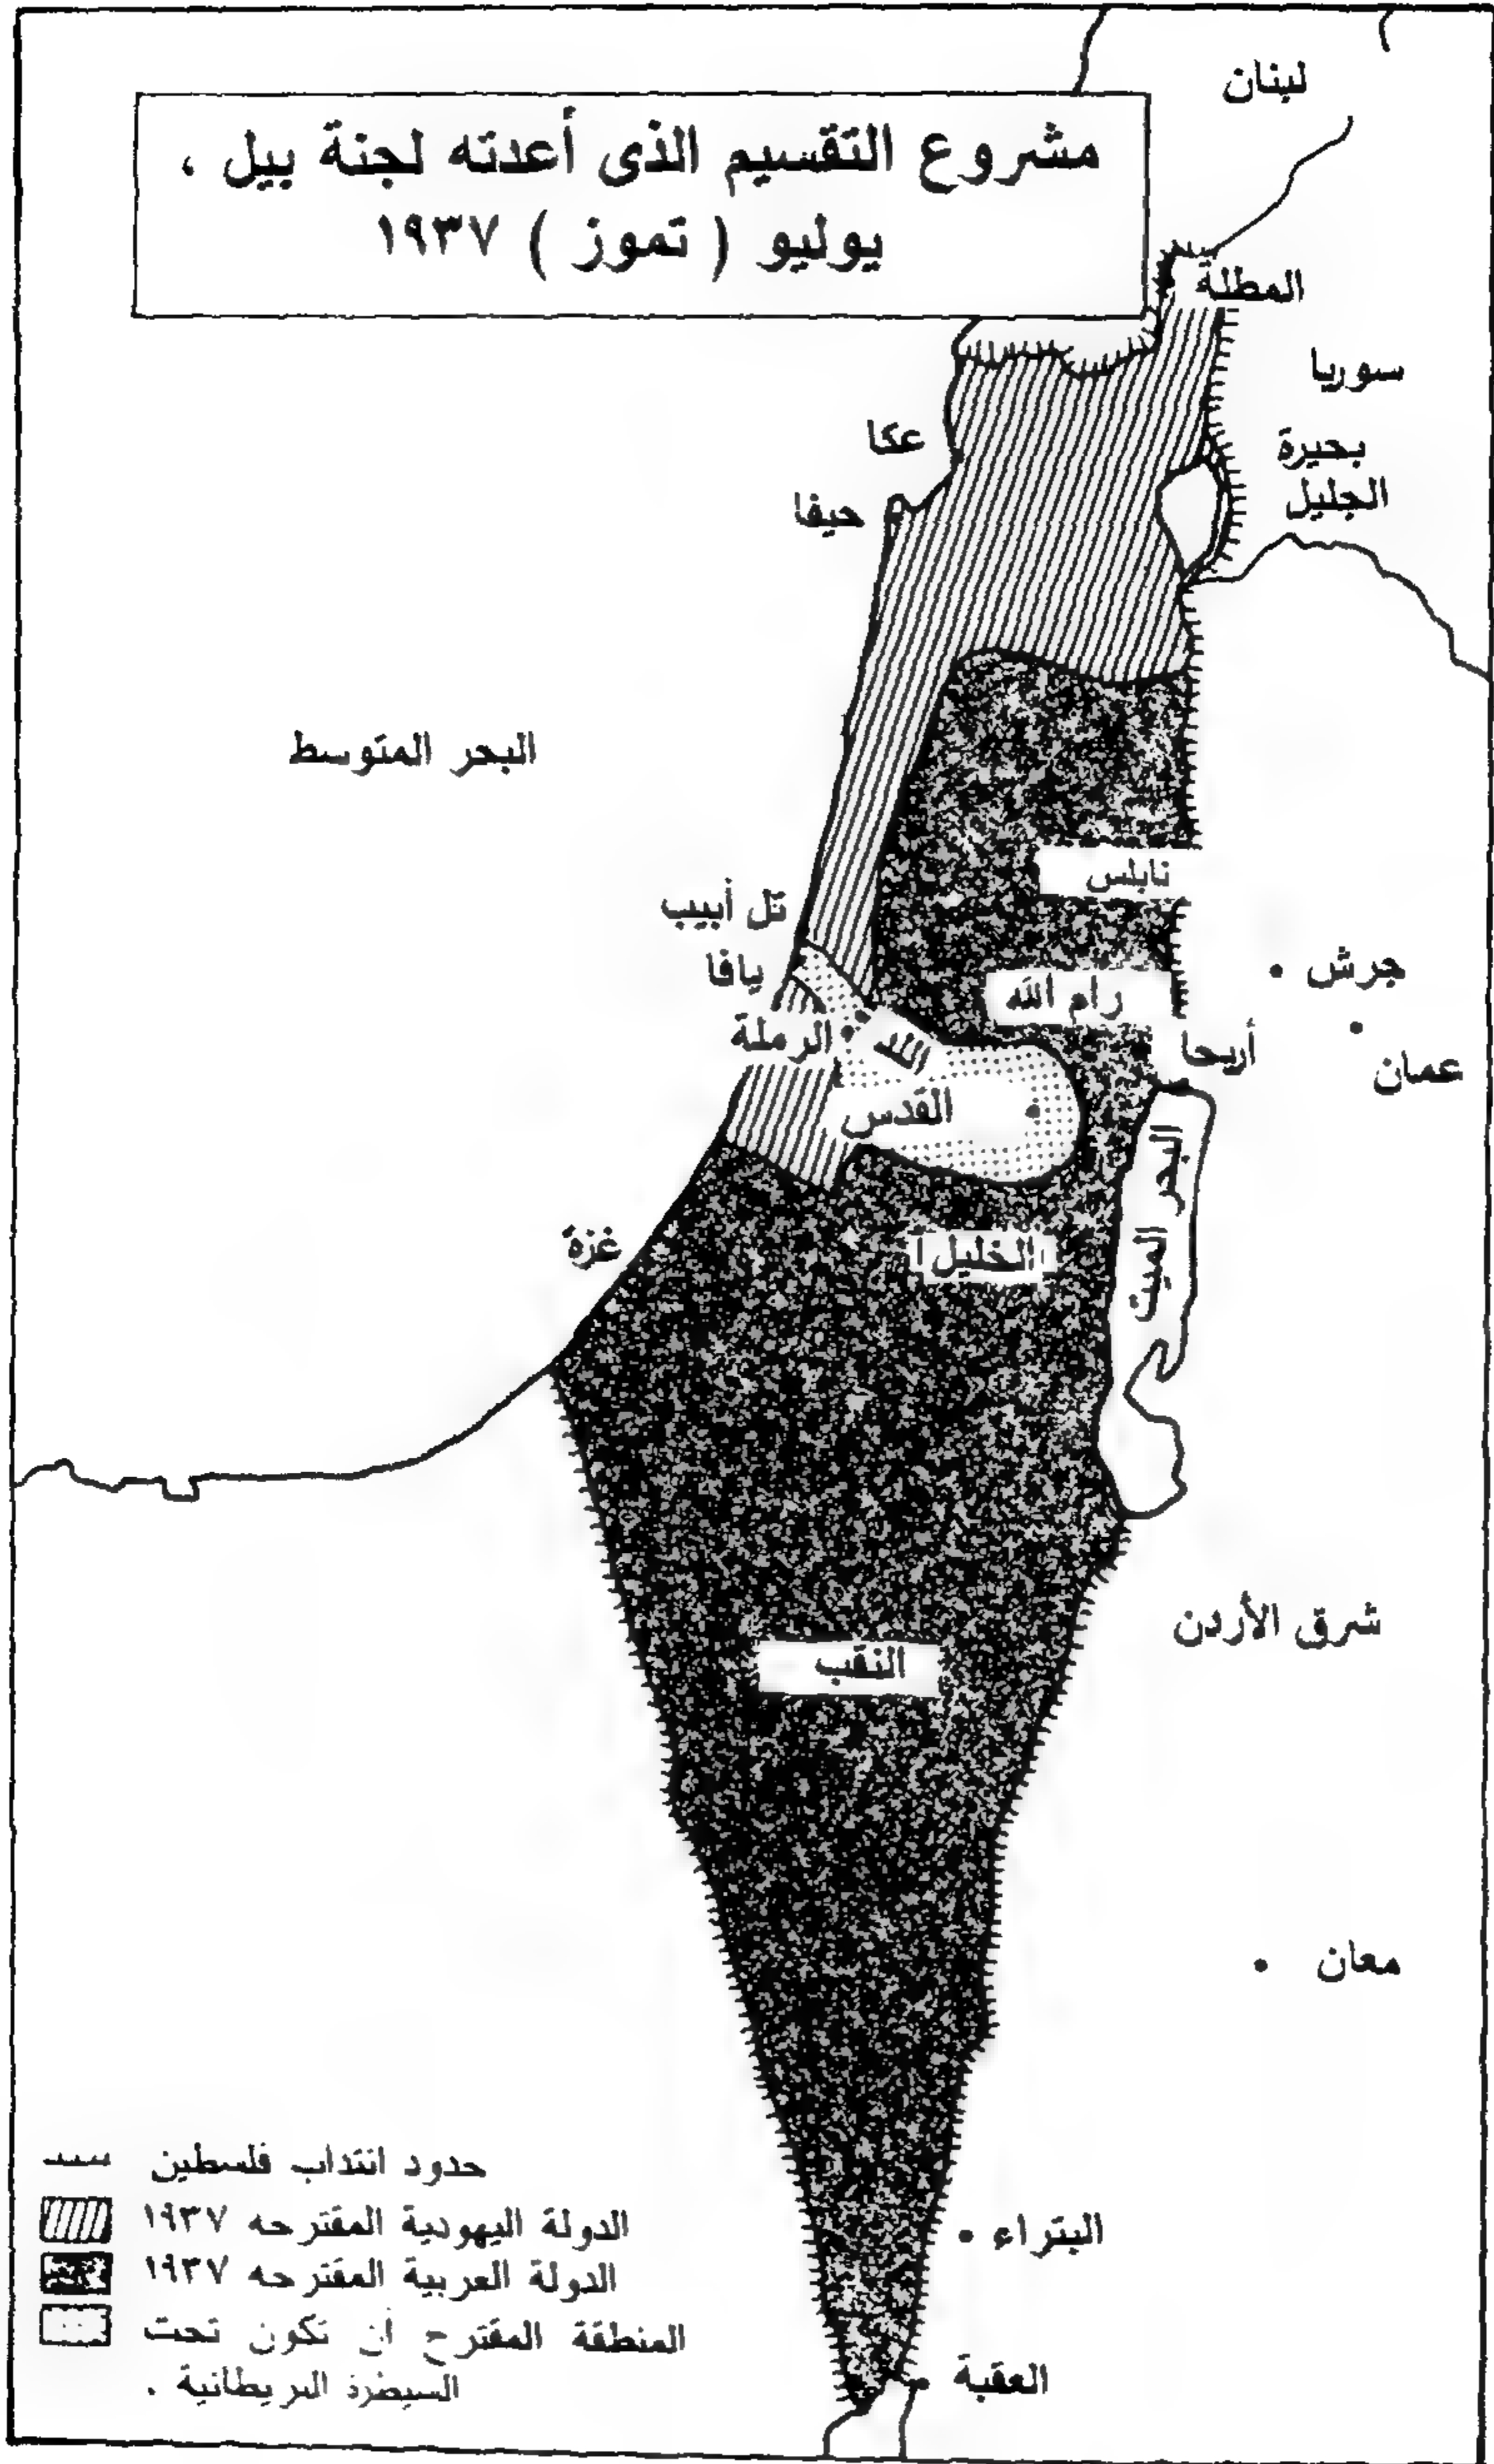 لبنان
مشروع التقسيم الذى أعدته لجنة بيل ،
يوليو ( تموز ) ١٩٣٧
المطلة
سوريا
عكا
بحيرة
الجليل
حيفا
البحر المتوسط
نابلس
تل أبيب
يافا
جرش
رام الله
الرملة
اللد
أريحا
عمان
القدس
البحر الميت
غزة
الخليل
شرق الأردن
النقب
معان
حدود انتداب فلسطين
الدولة اليهودية المقترحه ١٩٣٧
الدولة العربية المقترحه ١٩٣٧
المنطقة المقترح أن تكون تحت
السيطرة البريطانية .
البتراء
العقبة